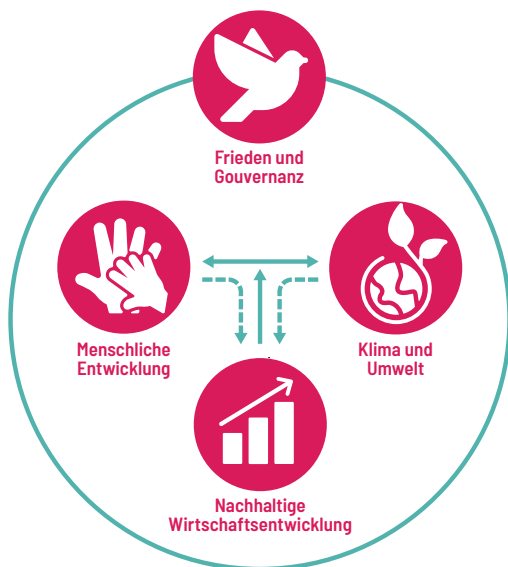 Frieden und
Gouvernanz
Menschliche
Entwicklung
Klima und
Umwelt
Nachhaltige
Wirtschaftsentwicklung